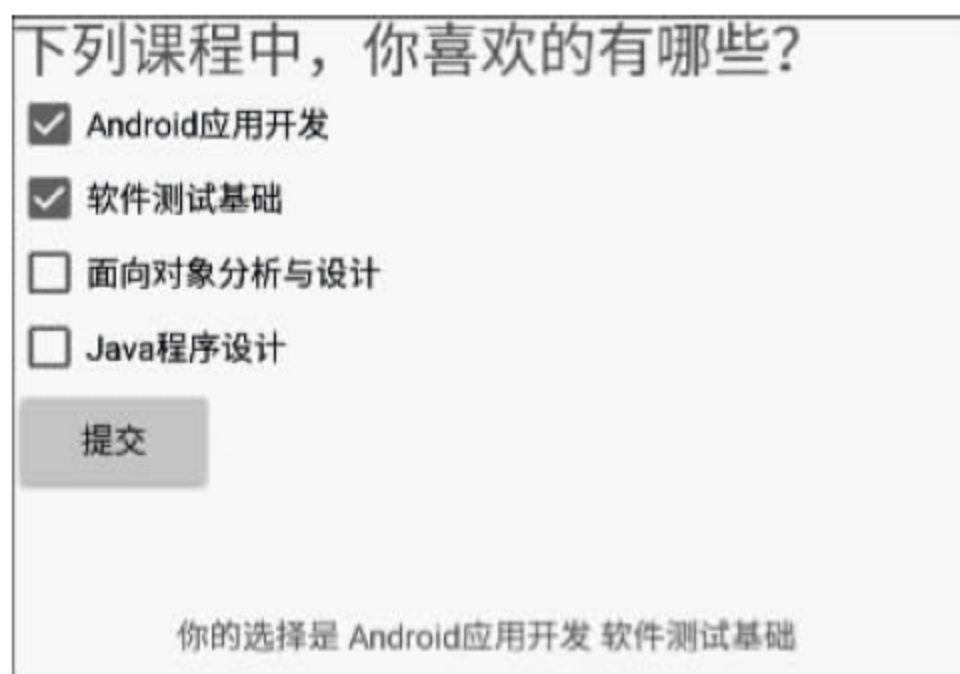 下列课程中，你喜欢的有哪些？
Android应用开发
软件测试基础
面向对象分析与设计
Java程序设计
提交
你的选择是 Android应用开发 软件测试基础